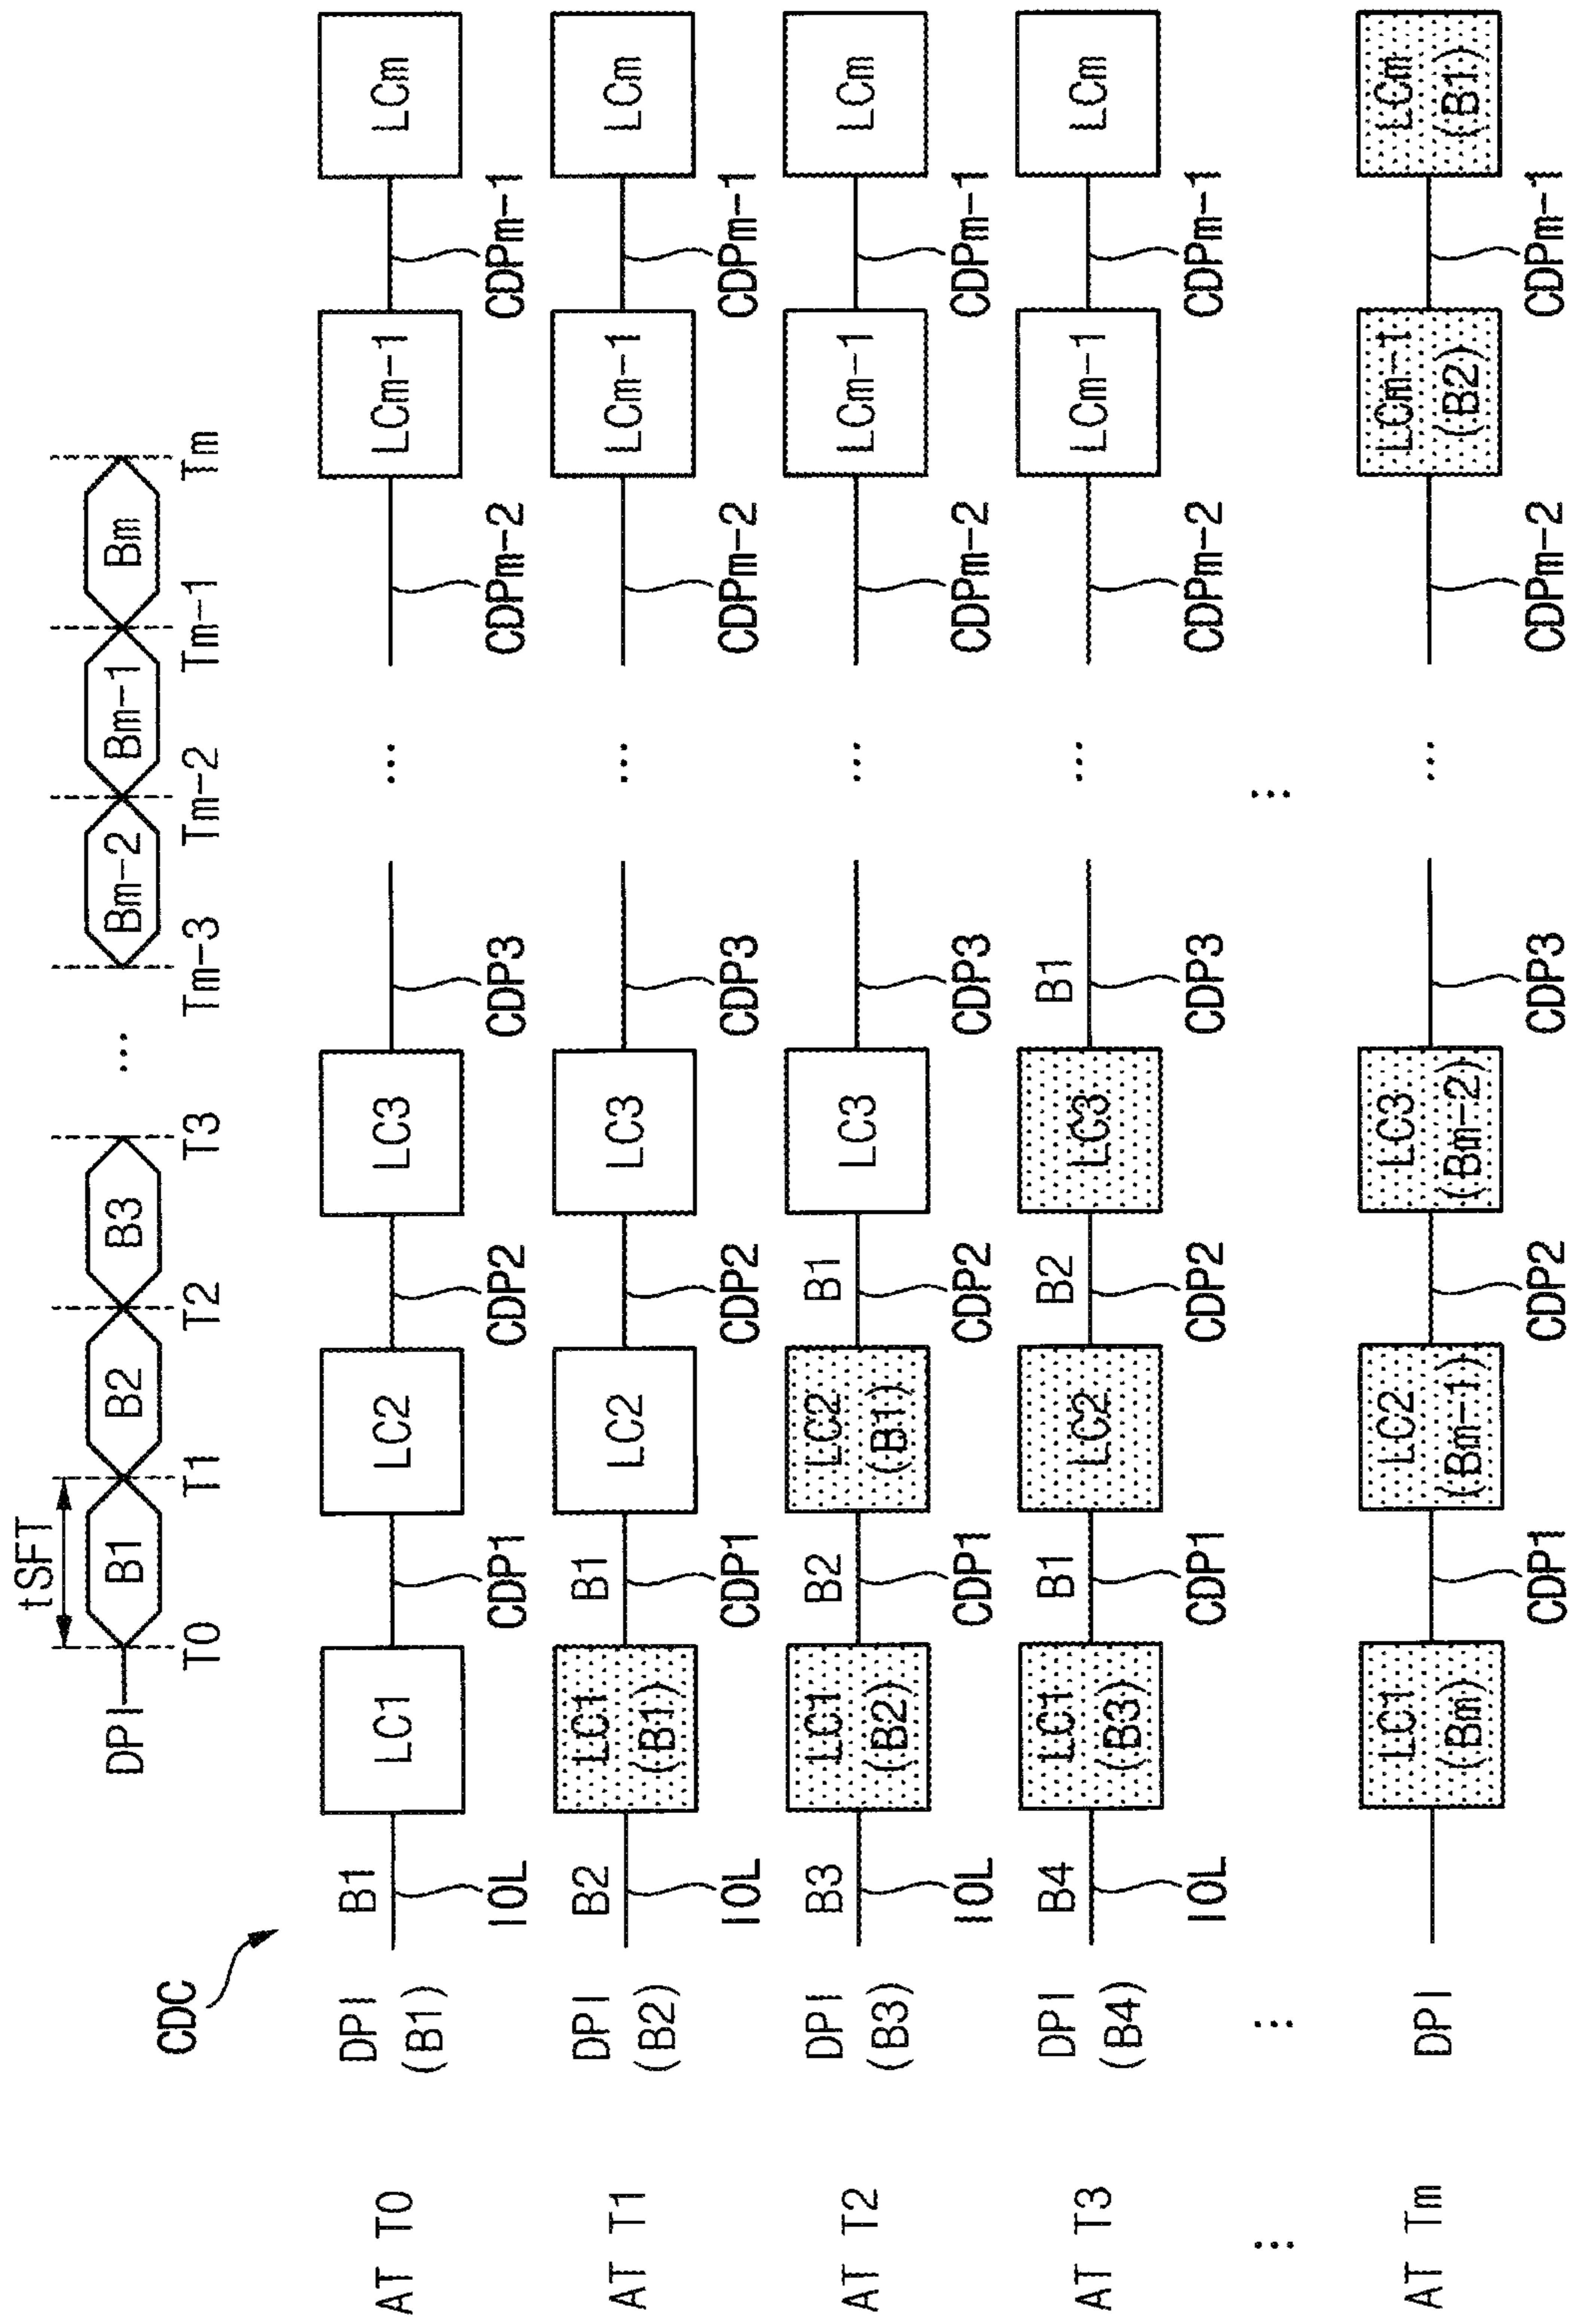 tSFT
DPI B1 B2 B3 ... Bm-2 Bm-1 Bm
T0 T1 T2 T3 Tm-3 Tm-2 Tm-1 Tm
CDC
AT T0 DPI (B1) B1 LC1 LC2 LC3 ... LCm-1 LCm
IOL CDP1 CDP2 CDP3 CDPm-2 CDPm-1
AT T1 DPI (B2) B2 LC1 (B1) B1 LC2 LC3 ... LCm-1 LCm
IOL CDP1 CDP2 CDP3 CDPm-2 CDPm-1
AT T2 DPI (B3) B3 LC1 (B2) B2 LC2 (B1) B1 LC3 ... LCm-1 LCm
IOL CDP1 CDP2 CDP3 CDPm-2 CDPm-1
AT T3 DPI (B4) B4 LC1 (B3) B1 LC2 B2 LC3 B1 ... LCm-1 LCm
IOL CDP1 CDP2 CDP3 CDPm-2 CDPm-1
... ... ...
AT Tm DPI LC1 (Bm) LC2 (Bm-1) LC3 (Bm-2) ... LCm-1 (B2) LCm (B1)
CDP1 CDP2 CDP3 CDPm-2 CDPm-1